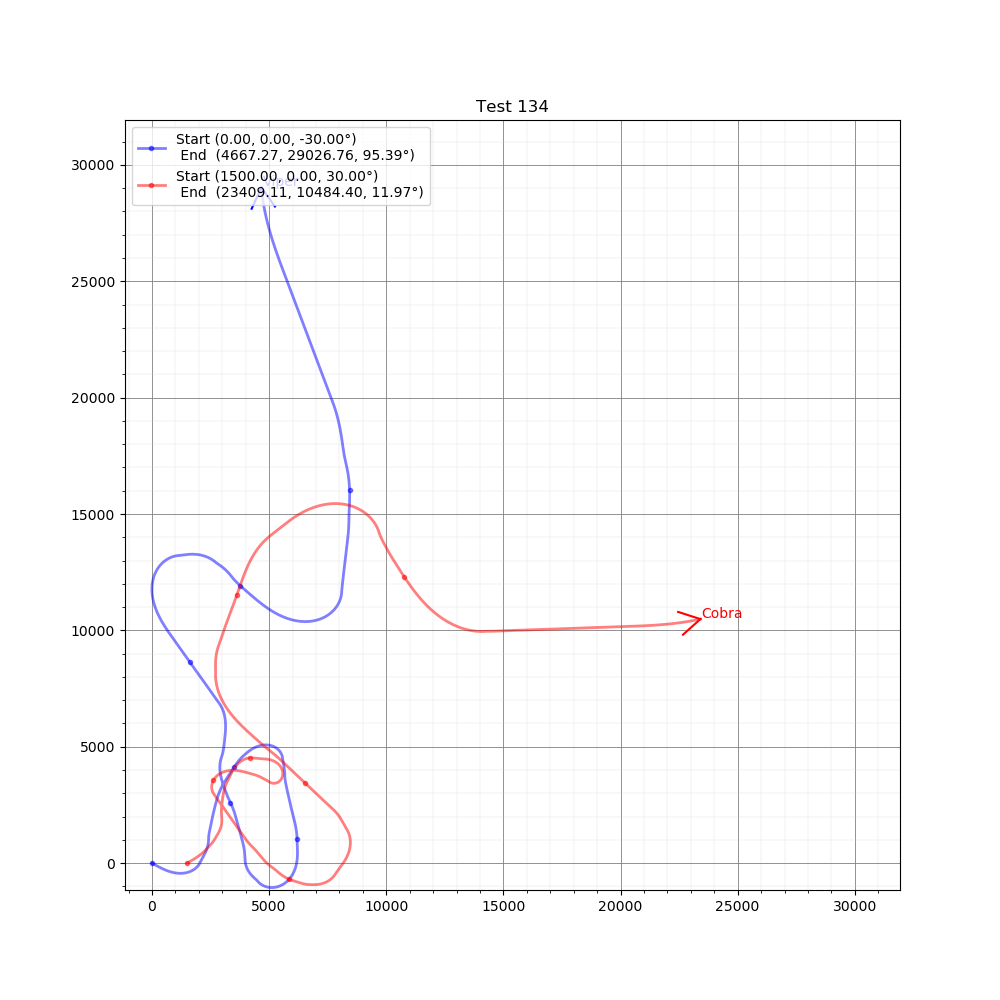 Test 134
Start (0.00, 0.00, -30.00°)
End (4667.27, 29026.76, 95.39°)
Start (1500.00, 0.00, 30.00°)
End (23409.11, 10484.40, 11.97°)
Viper
Cobra
30000
25000
20000
15000
10000
5000
0
0 5000 10000 15000 20000 25000 30000